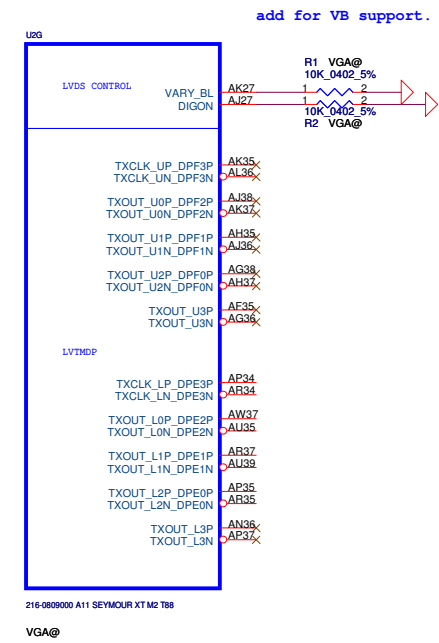 add for VB support.
U2G
R1 VGA@
10K_0402_5%
LVDS CONTROL
VARY_BL AK27 1 2
DIGON AJ27 1 2
10K_0402_5%
R2 VGA@
TXCLK_UP_DPF3P AK35
TXCLK_UN_DPF3N AL36
TXOUT_U0P_DPF2P AJ38
TXOUT_U0N_DPF2N AK37
TXOUT_U1P_DPF1P AH35
TXOUT_U1N_DPF1N AJ36
TXOUT_U2P_DPF0P AG38
TXOUT_U2N_DPF0N AH37
TXOUT_U3P AF35
TXOUT_U3N AG36
LVTMDP
TXCLK_LP_DPE3P AP34
TXCLK_LN_DPE3N AR34
TXOUT_L0P_DPE2P AW37
TXOUT_L0N_DPE2N AU35
TXOUT_L1P_DPE1P AR37
TXOUT_L1N_DPE1N AU39
TXOUT_L2P_DPE0P AP35
TXOUT_L2N_DPE0N AR35
TXOUT_L3P AN36
TXOUT_L3N AP37
216-0809000 A11 SEYMOUR XT M2 T88
VGA@